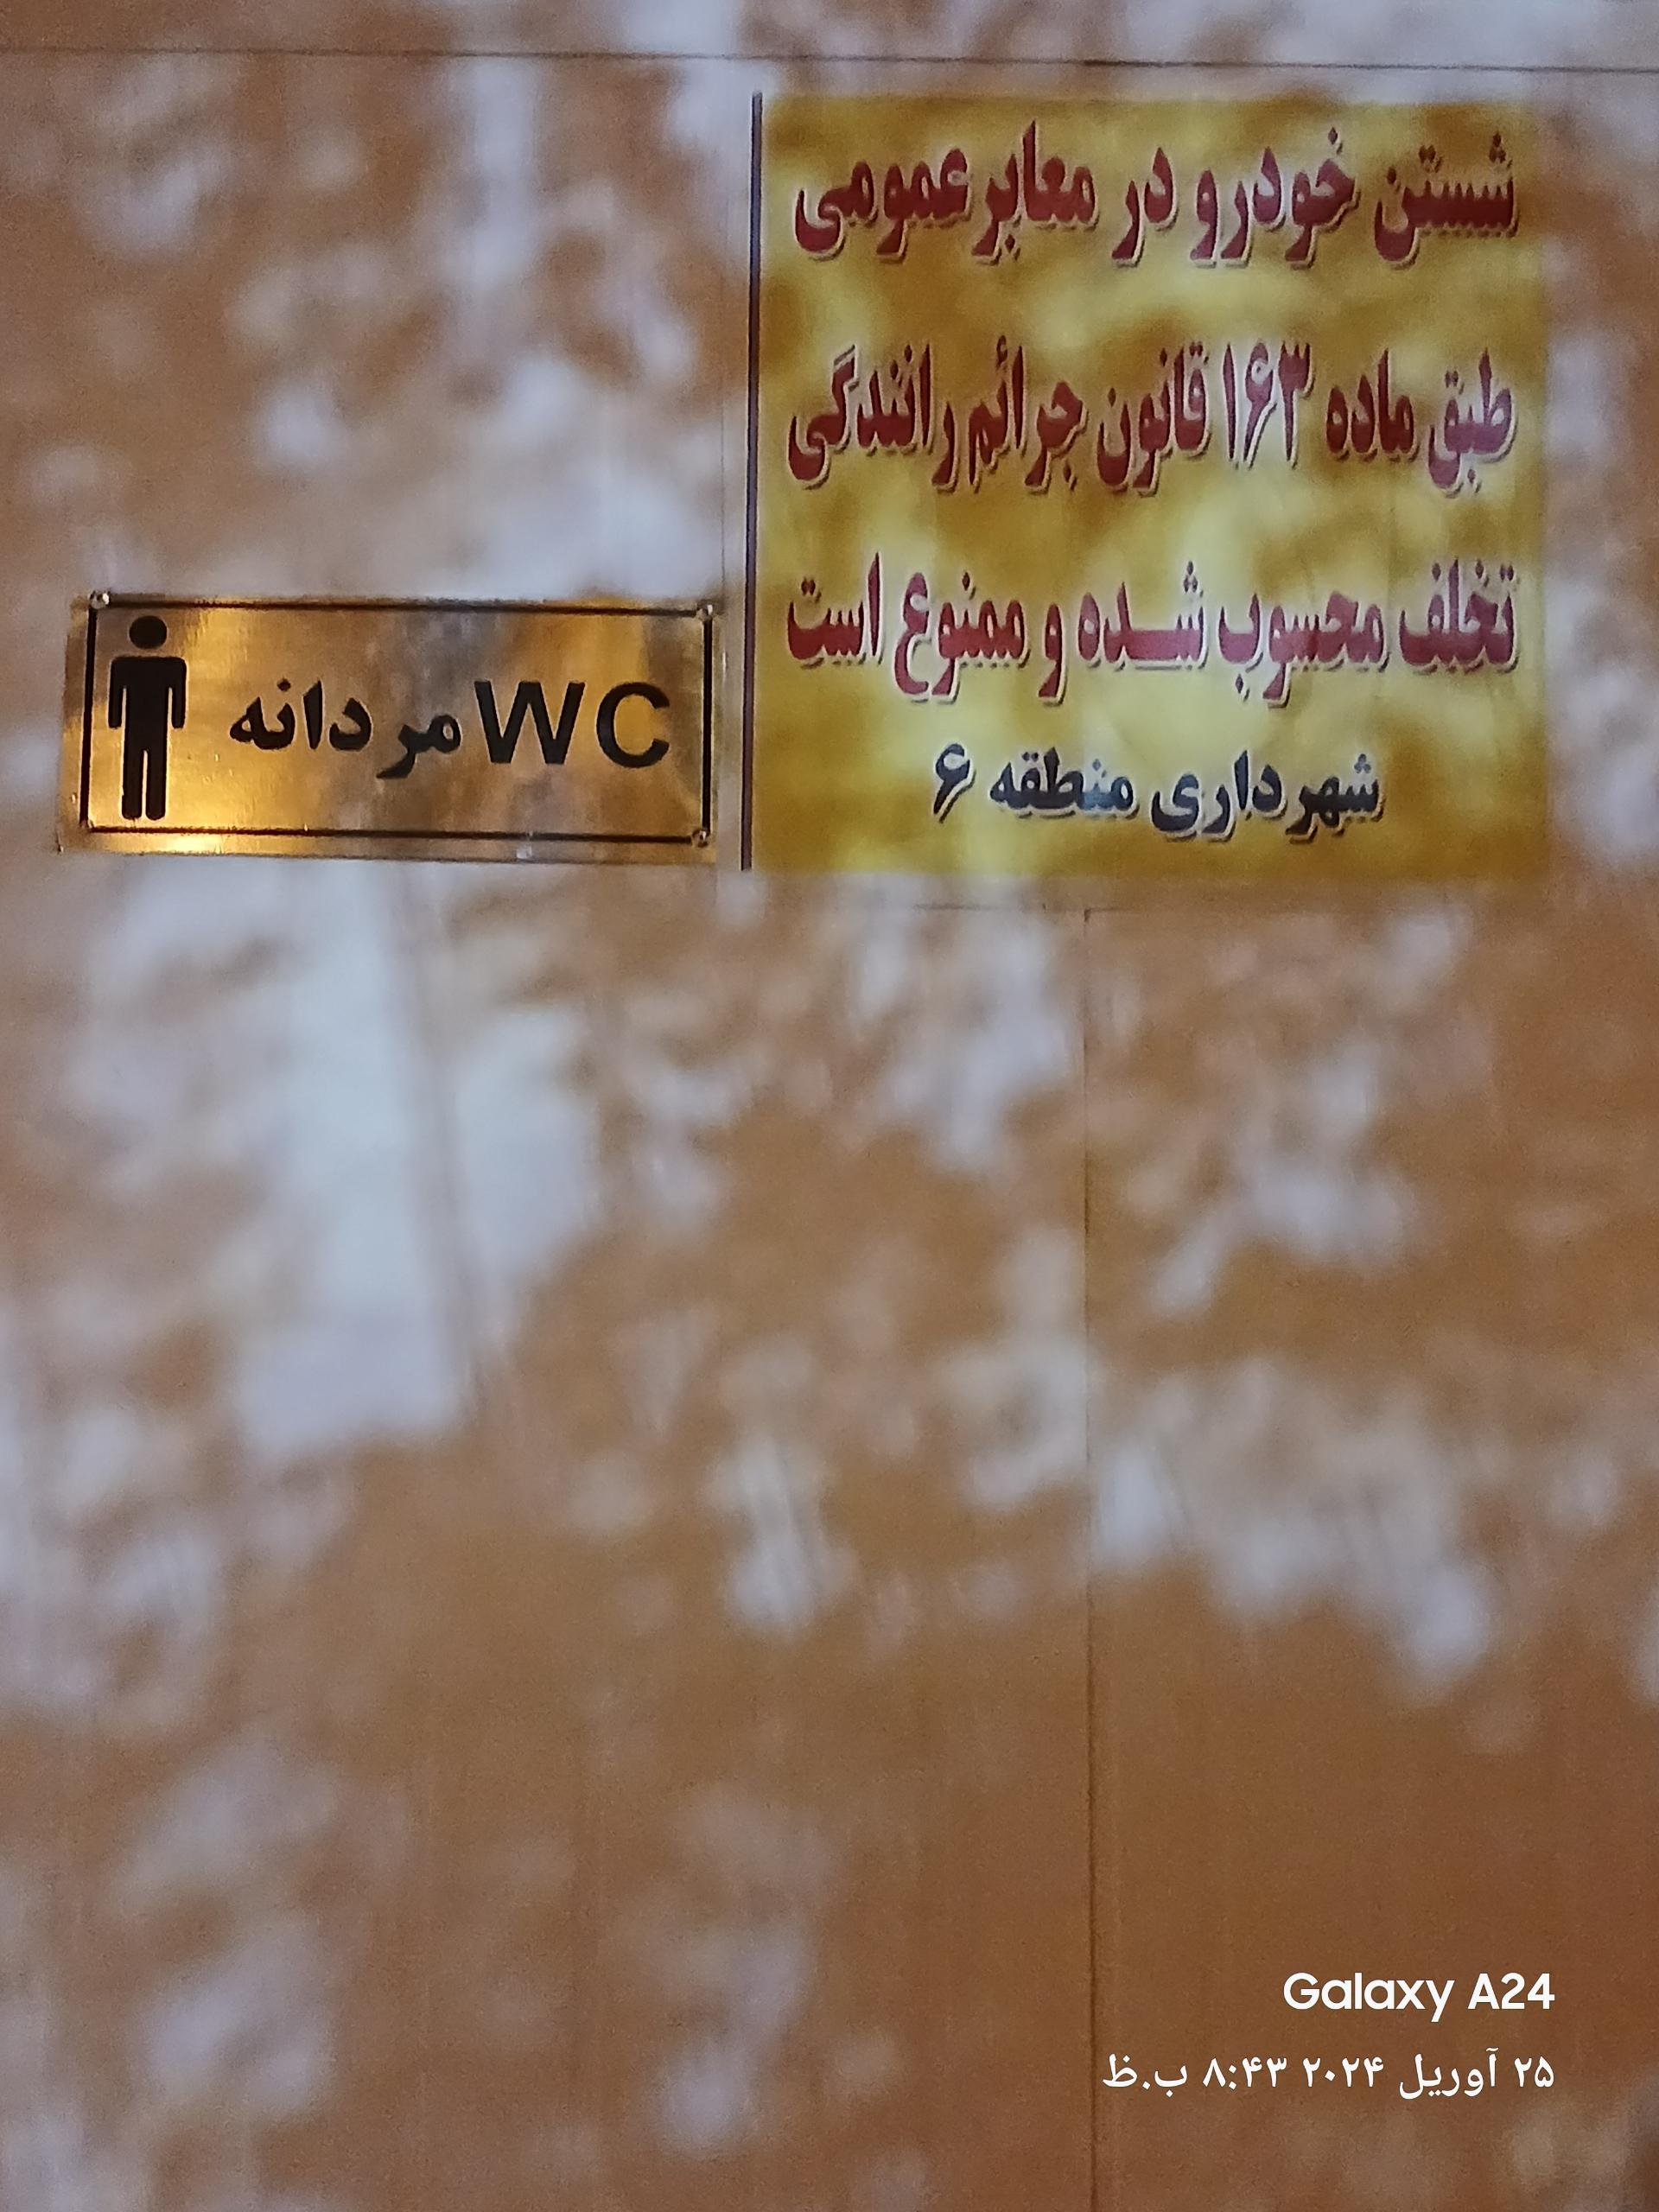 شستن خودرو در معابر عمومی
طبق ماده ۱۶۳ قانون جرائم رانندگی
تخلف محسوب شده و ممنوع است
شهرداری منطقه ۶
WC مردانه
Galaxy A24
۲۵ آوریل ۲۰۲۴ ۸:۴۳ ب.ظ